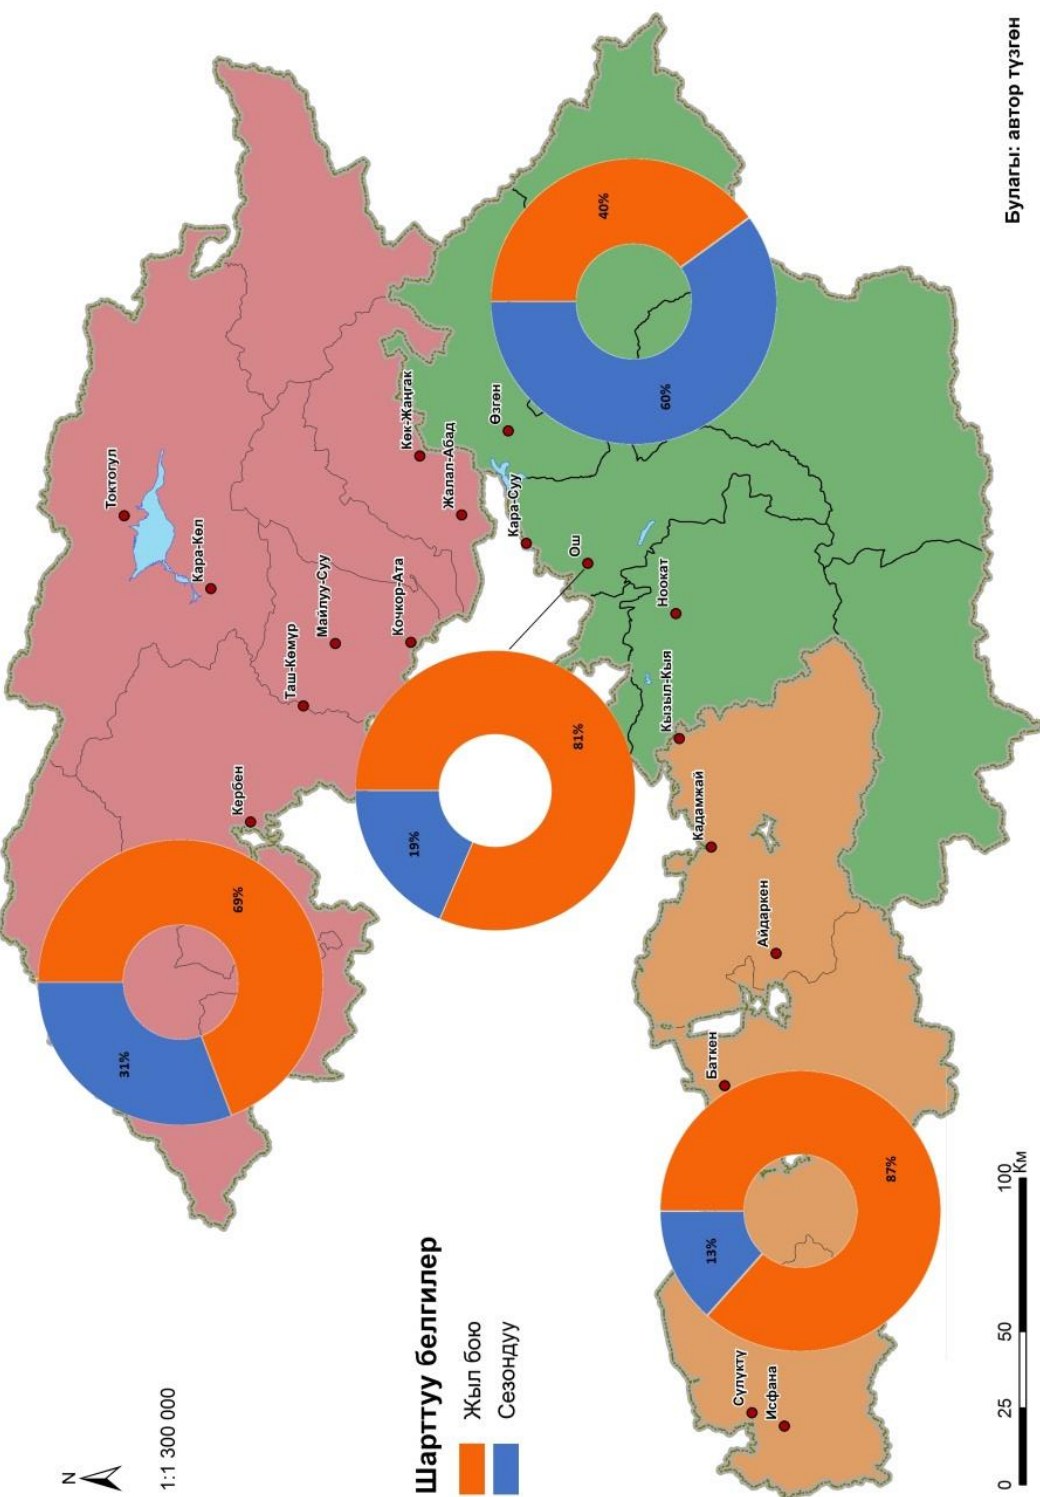 N
1:1 300 000
Токтогул
Кара-Көл
Кербен
Таш-Көмүр
Майлуу-Суу
Кочкор-Ата
Көк-Жаңгак
Жалал-Абад
Өзгөн
Кара-Суу
Ош
Ноокат
Кызыл-Кыя
Кадамжай
Айдаркен
Баткен
Сүлүктү
Исфана
31%
69%
19%
81%
60%
40%
13%
87%
Шарттуу белгилер
Жыл бою
Сезондуу
0 25 50 100
Км
Булагы: автор түзгөн